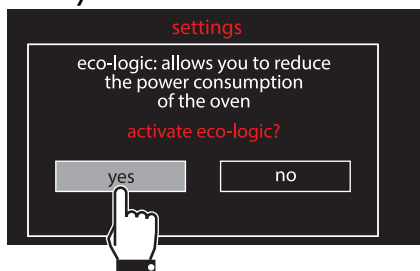 settings
eco-logic: allows you to reduce
the power consumption
of the oven
activate eco-logic?
yes
no